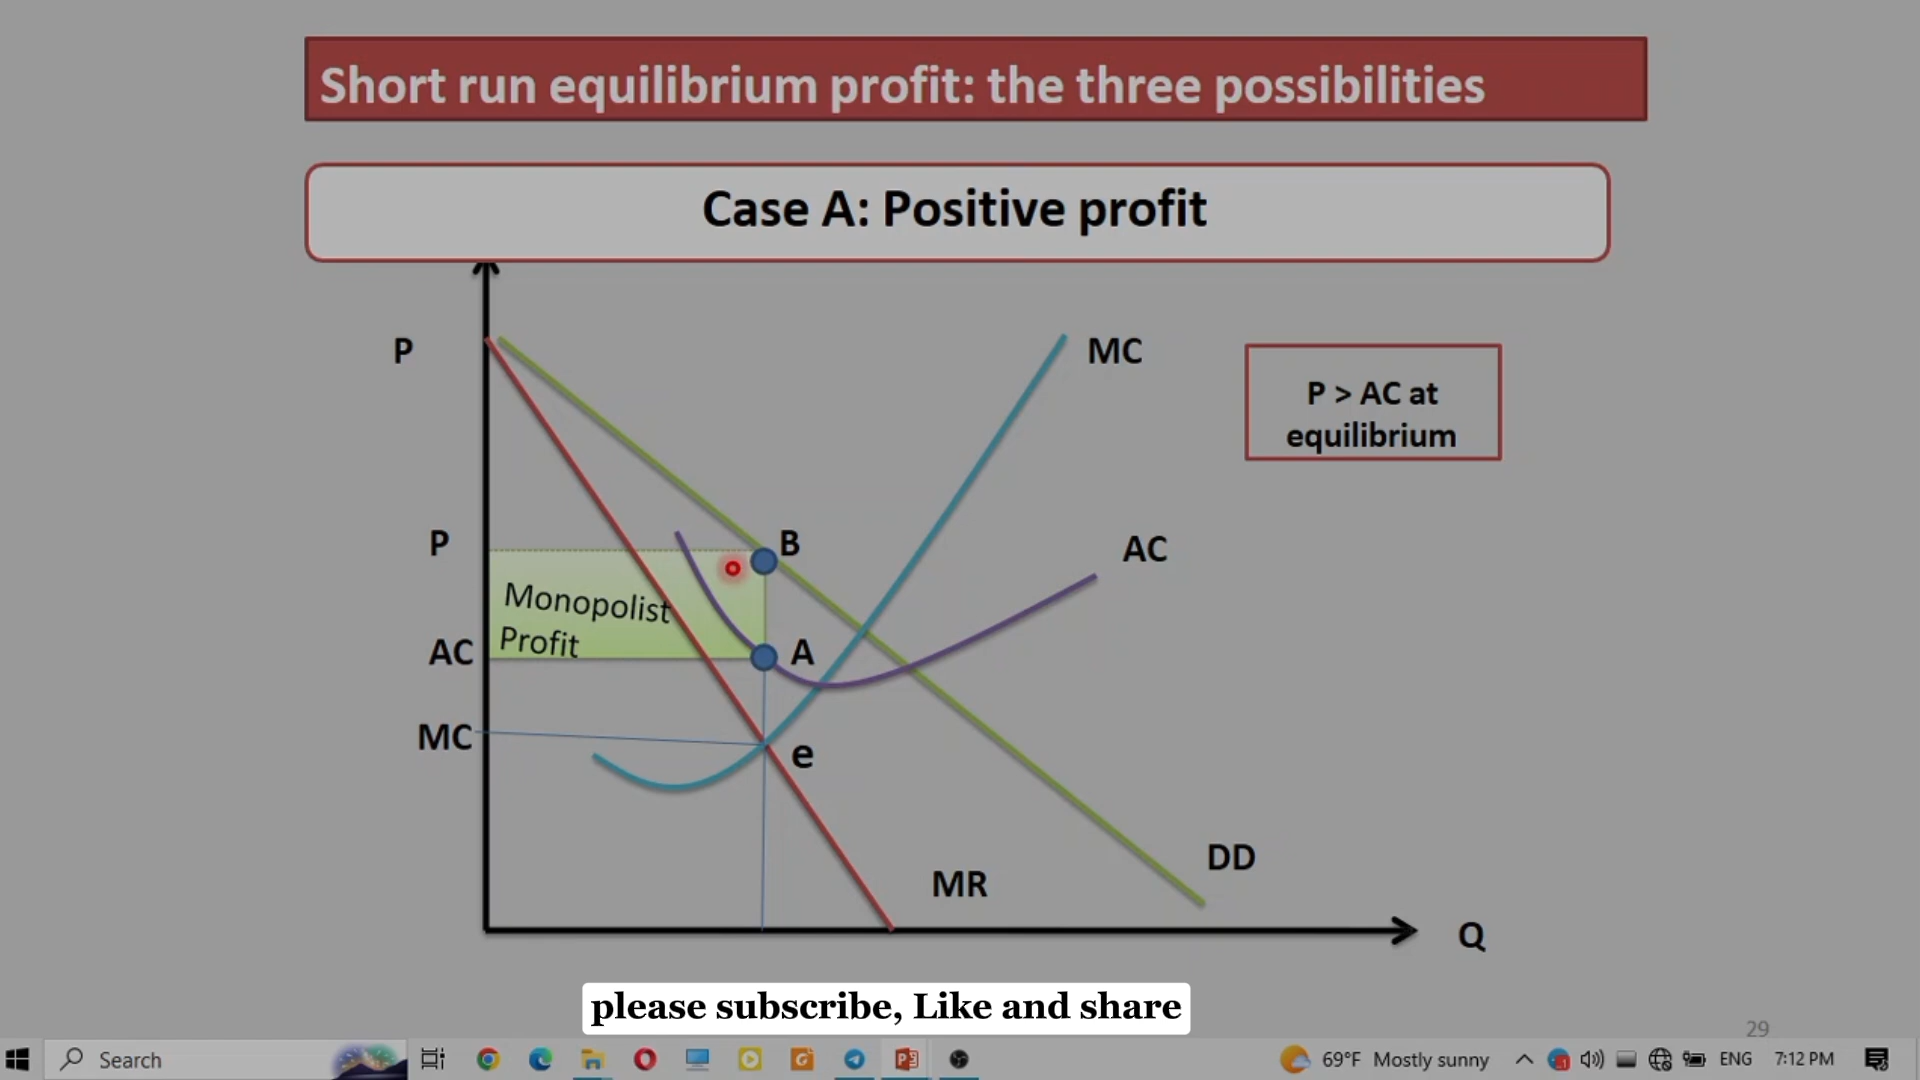 Short run equilibrium profit: the three possibilities
Case A: Positive profit
P
MC
P > AC at
equilibrium
P
B
AC
Monopolist
Profit
AC
A
MC
e
DD
MR
Q
please subscribe, Like and share
29
Search
69°F Mostly sunny
ENG
7:12 PM